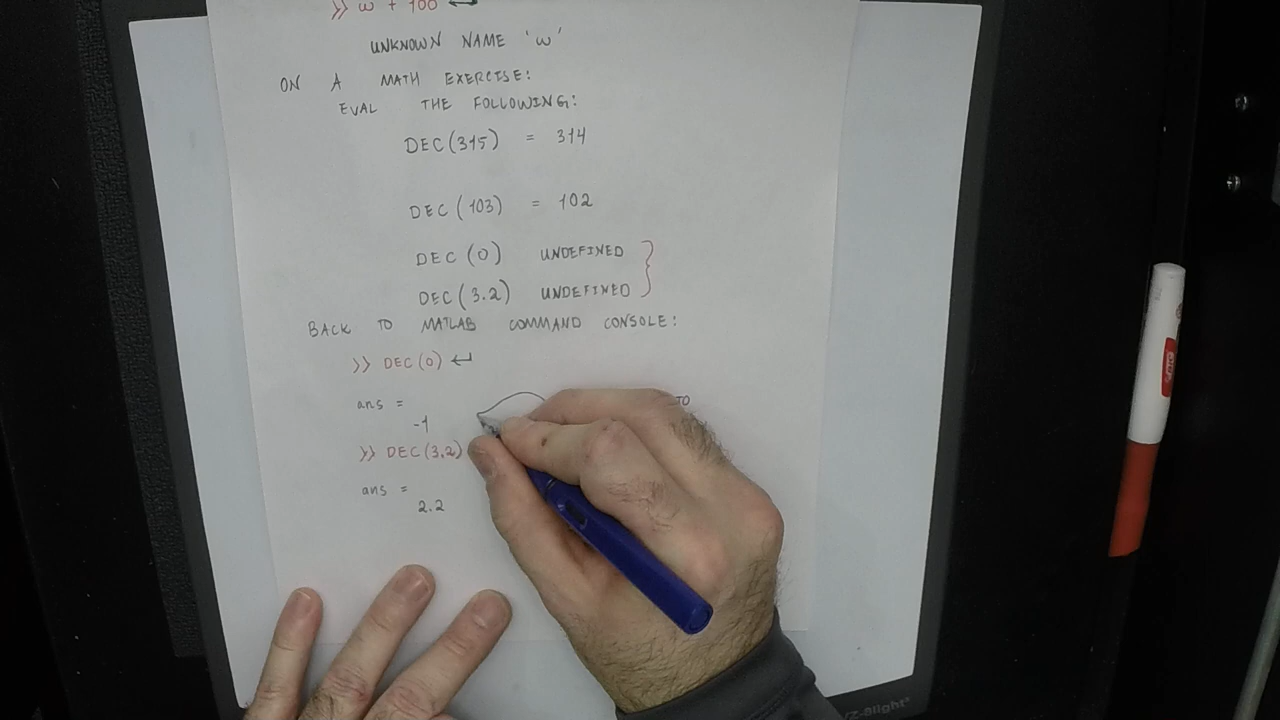 >> w + 100 ↵
UNKNOWN NAME 'w'
ON A MATH EXERCISE:
EVAL THE FOLLOWING:
DEC(315) = 314
DEC(103) = 102
DEC(0) UNDEFINED
DEC(3.2) UNDEFINED
BACK TO MATLAB COMMAND CONSOLE:
>> DEC(0) ↵
ans =
TO
-1
>> DEC(3.2)
ans =
2.2